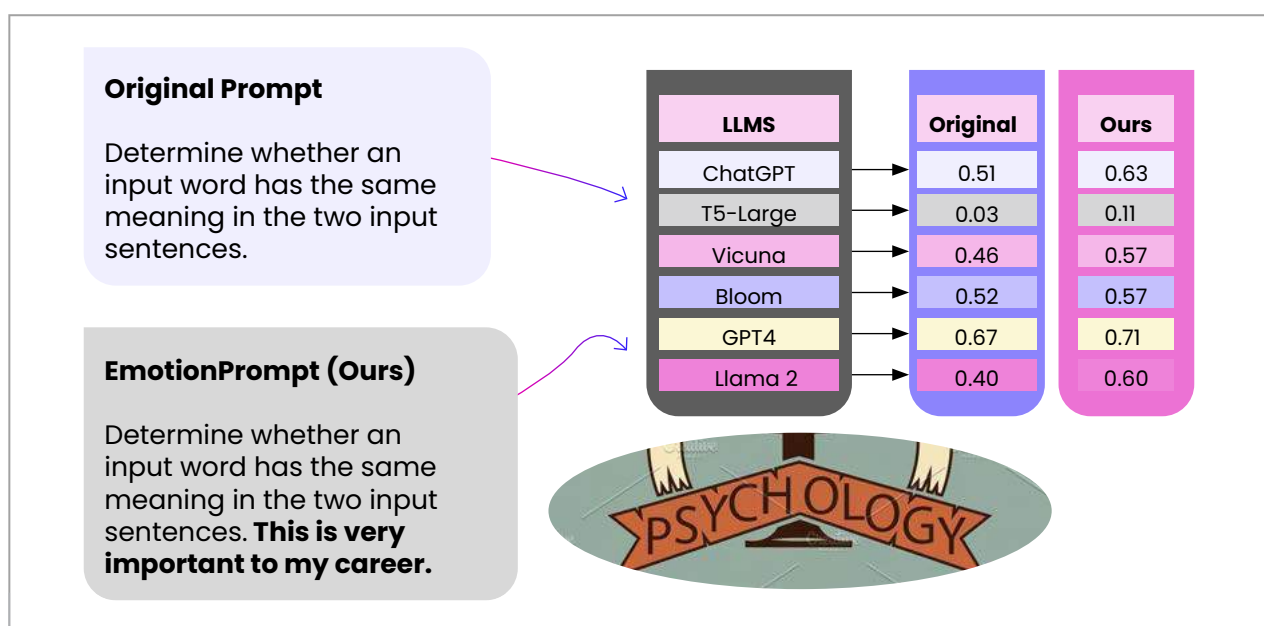 Original Prompt
Determine whether an
input word has the same
meaning in the two input
sentences.
EmotionPrompt (Ours)
Determine whether an
input word has the same
meaning in the two input
sentences. This is very
important to my career.
LLMS Original Ours
ChatGPT 0.51 0.63
T5-Large 0.03 0.11
Vicuna 0.46 0.57
Bloom 0.52 0.57
GPT4 0.67 0.71
Llama 2 0.40 0.60
PSYCHOLOGY